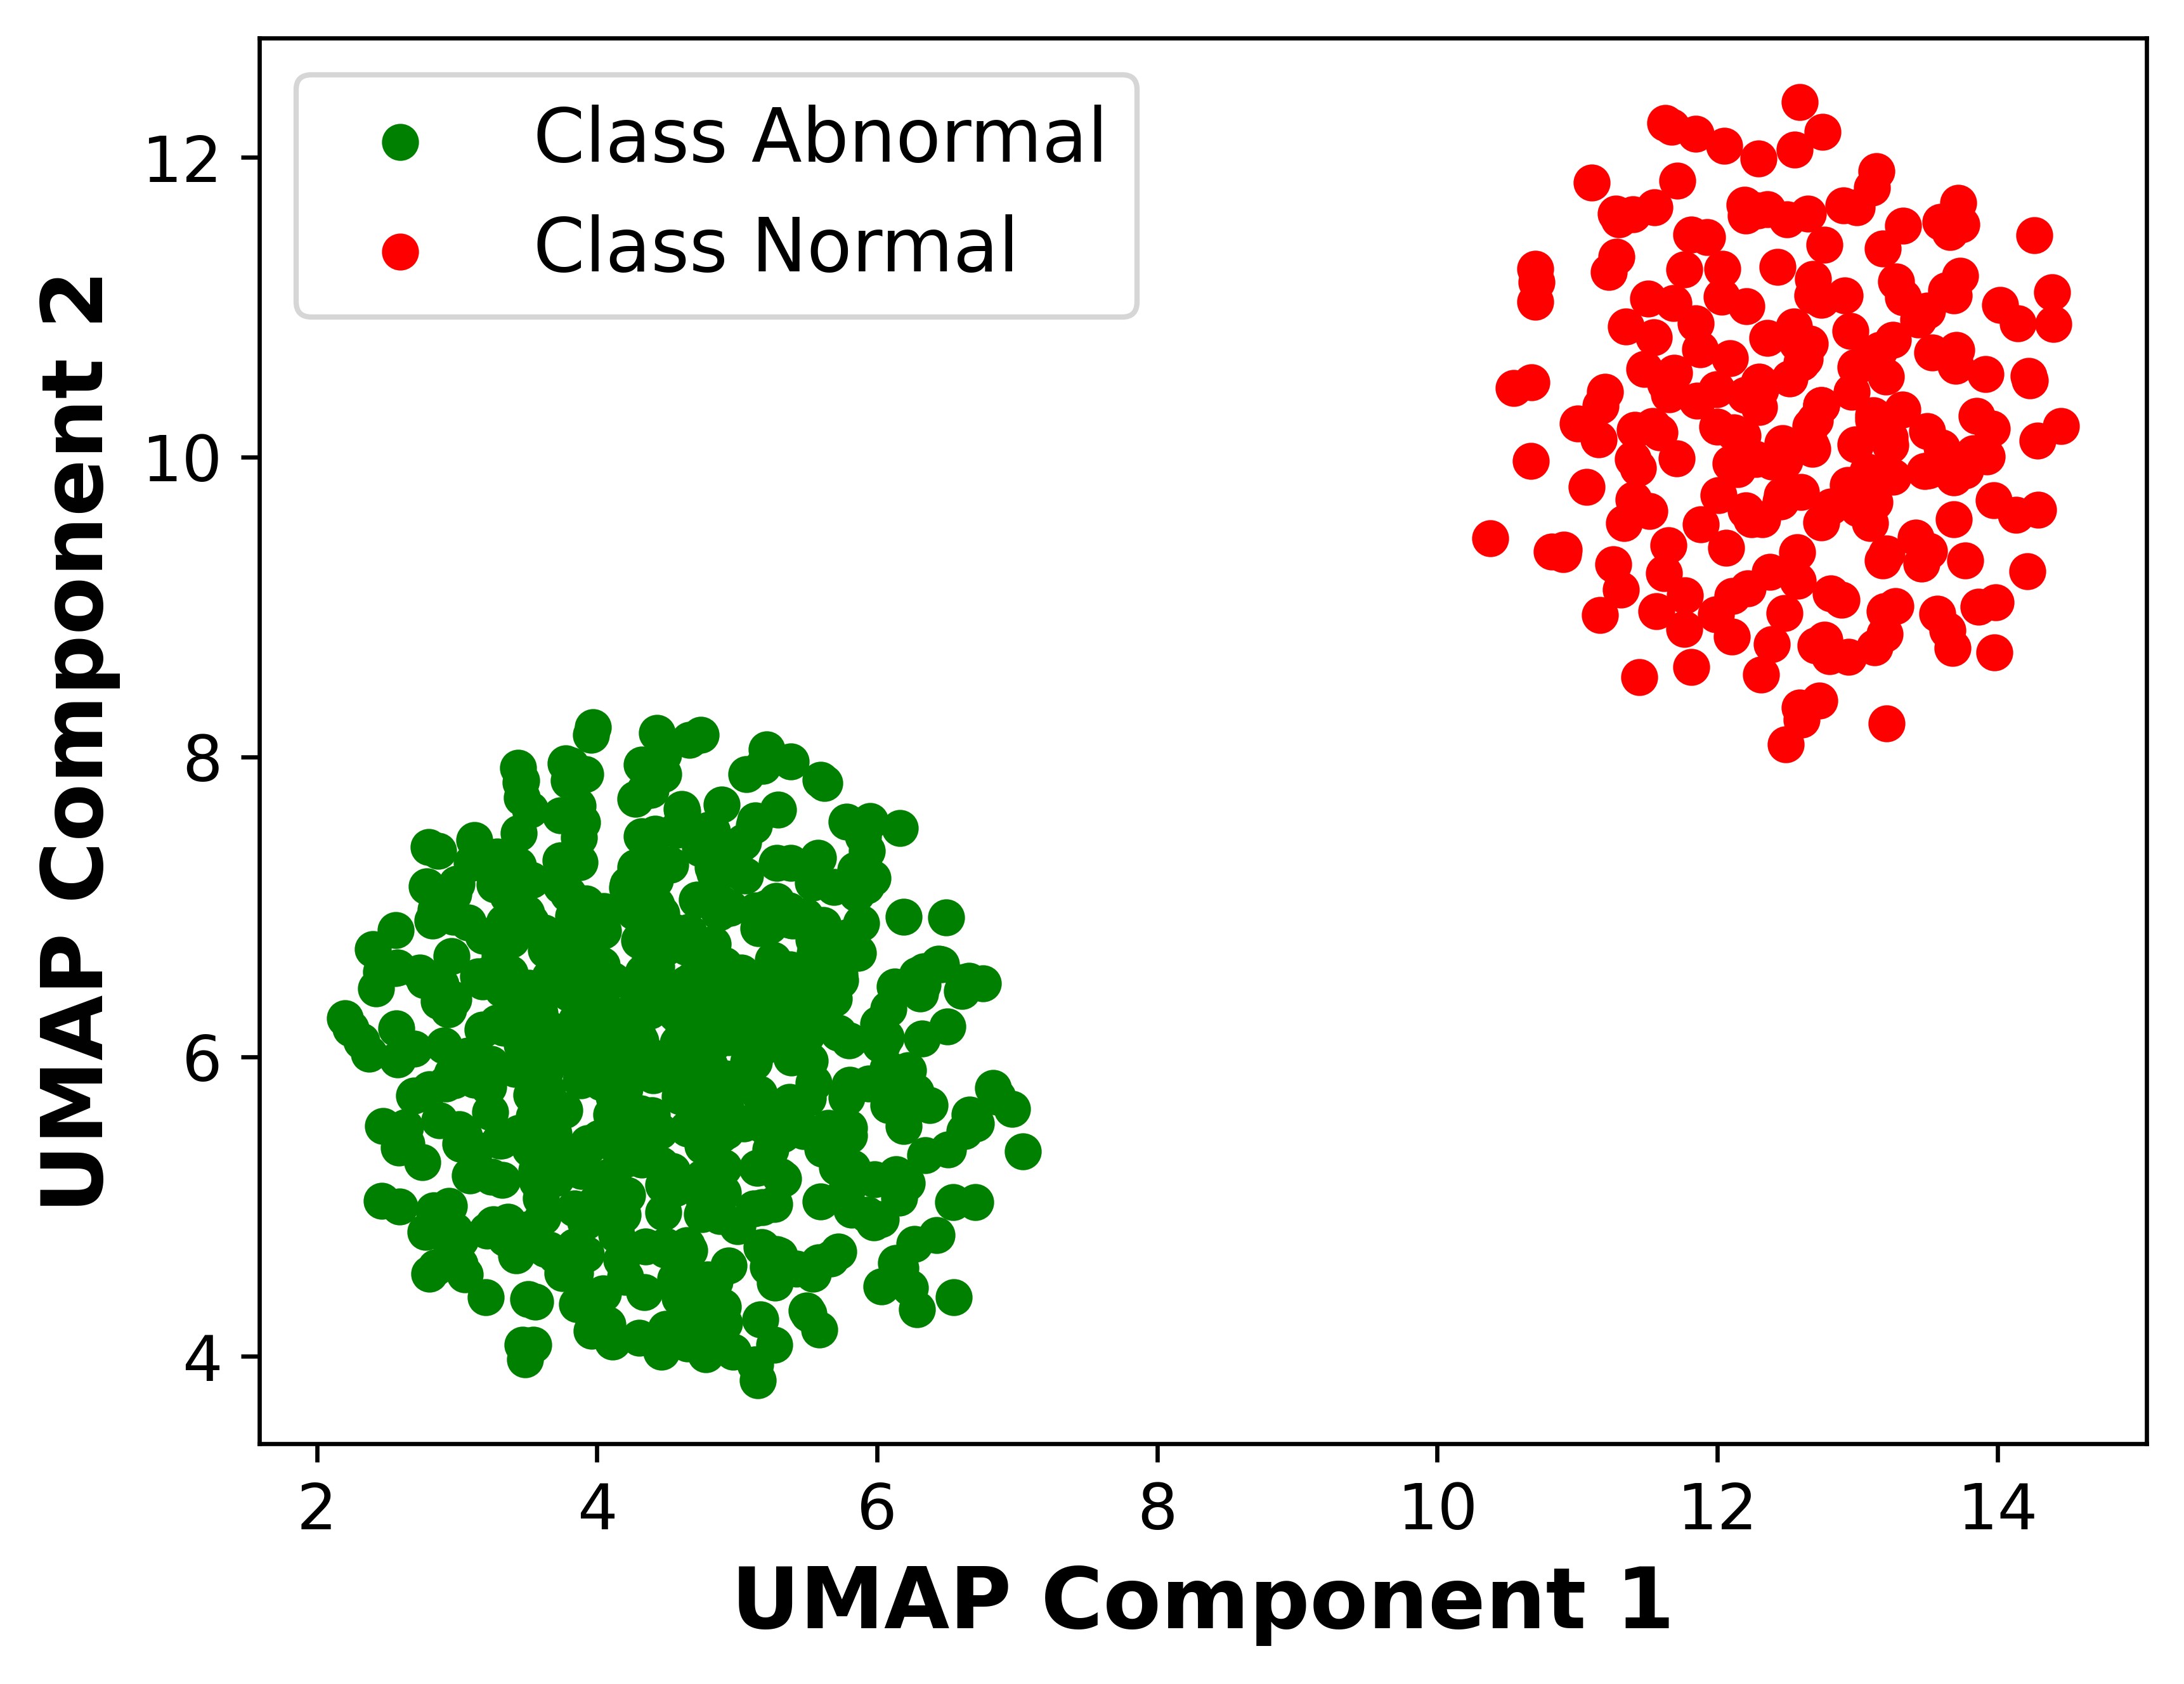 Class Abnormal
Class Normal
UMAP Component 2
12
10
8
6
4
2 4 6 8 10 12 14
UMAP Component 1